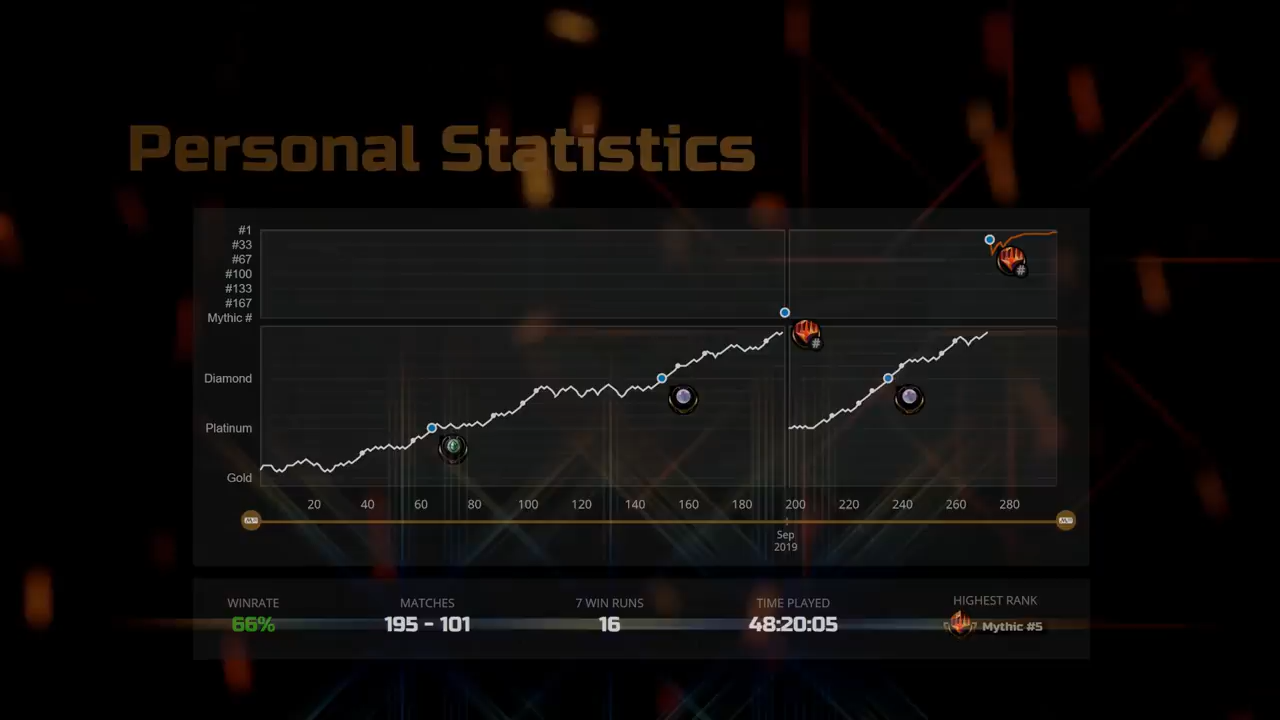 Personal Statistics
#1
#33
#67
#100
#133
#167
Mythic #
Diamond
Platinum
Gold
20 40 60 80 100 120 140 160 180 200 220 240 260 280
Sep
2019
WINRATE MATCHES 7 WIN RUNS TIME PLAYED HIGHEST RANK
66% 195 - 101 16 48:20:05 Mythic #5